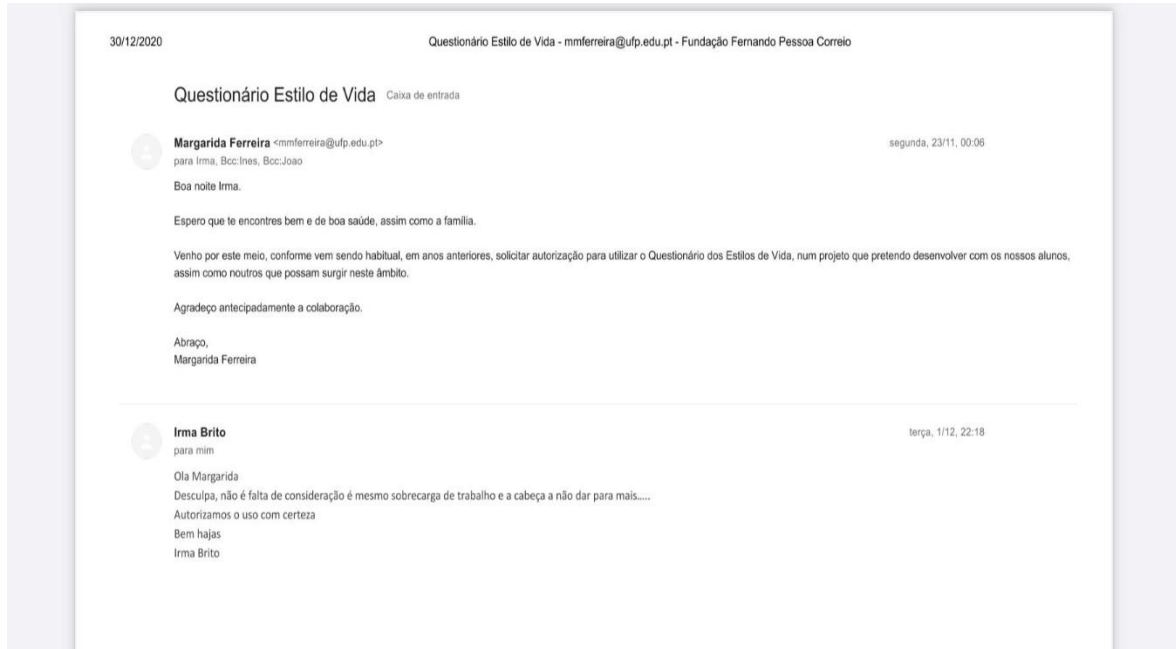 30/12/2020 Questionário Estilo de Vida - mmferreira@ufp.edu.pt - Fundação Fernando Pessoa Correio
Questionário Estilo de Vida Caixa de entrada
Margarida Ferreira <mmferreira@ufp.edu.pt> segunda, 23/11, 00:06
para Irma, Bcc:Ines, Bcc:Joao
Boa noite Irma.
Espero que te encontres bem e de boa saúde, assim como a família.
Venho por este meio, conforme vem sendo habitual, em anos anteriores, solicitar autorização para utilizar o Questionário dos Estilos de Vida, num projeto que pretendo desenvolver com os nossos alunos,
assim como noutros que possam surgir neste âmbito.
Agradeço antecipadamente a colaboração.
Abraço,
Margarida Ferreira
Irma Brito terça, 1/12, 22:18
para mim
Ola Margarida
Desculpa, não é falta de consideração é mesmo sobrecarga de trabalho e a cabeça a não dar para mais.....
Autorizamos o uso com certeza
Bem hajas
Irma Brito